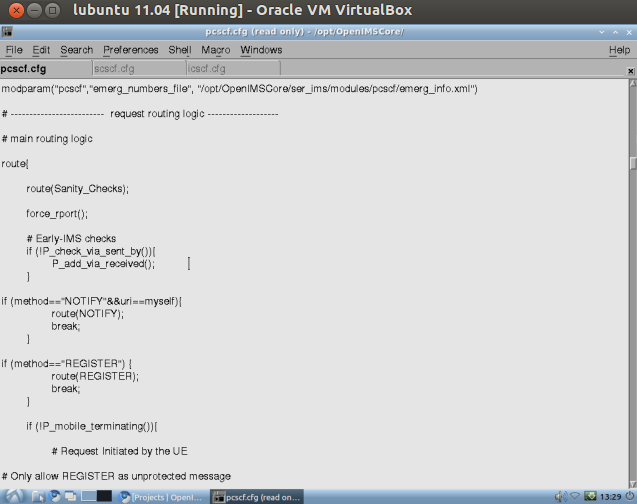 lubuntu 11.04 [Running] - Oracle VM VirtualBox
pcscf.cfg (read only) - /opt/OpenIMSCore/
File Edit Search Preferences Shell Macro Windows Help
pcscf.cfg scscf.cfg icscf.cfg
modparam("pcscf","emerg_numbers_file", "/opt/OpenIMSCore/ser_ims/modules/pcscf/emerg_info.xml")
# ------------------------- request routing logic -------------------
# main routing logic
route{
route(Sanity_Checks);
force_rport();
# Early-IMS checks
if (!P_check_via_sent_by()){
P_add_via_received();
}
if (method=="NOTIFY"&&uri==myself){
route(NOTIFY);
break;
}
if (method=="REGISTER") {
route(REGISTER);
break;
}
if (!P_mobile_terminating()){
# Request Initiated by the UE
# Only allow REGISTER as unprotected message
[Projects | OpenI... pcscf.cfg (read on... 13:29